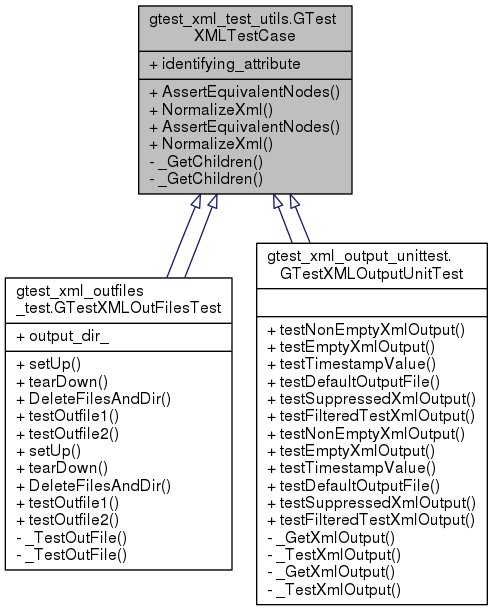 gtest_xml_test_utils.GTest
XMLTestCase
+ identifying_attribute
+ AssertEquivalentNodes()
+ NormalizeXml()
+ AssertEquivalentNodes()
+ NormalizeXml()
- _GetChildren()
- _GetChildren()
gtest_xml_outfiles
_test.GTestXMLOutFilesTest
+ output_dir_
+ setUp()
+ tearDown()
+ DeleteFilesAndDir()
+ testOutfile1()
+ testOutfile2()
+ setUp()
+ tearDown()
+ DeleteFilesAndDir()
+ testOutfile1()
+ testOutfile2()
- _TestOutFile()
- _TestOutFile()
gtest_xml_output_unittest.
GTestXMLOutputUnitTest
+ testNonEmptyXmlOutput()
+ testEmptyXmlOutput()
+ testTimestampValue()
+ testDefaultOutputFile()
+ testSuppressedXmlOutput()
+ testFilteredTestXmlOutput()
+ testNonEmptyXmlOutput()
+ testEmptyXmlOutput()
+ testTimestampValue()
+ testDefaultOutputFile()
+ testSuppressedXmlOutput()
+ testFilteredTestXmlOutput()
- _GetXmlOutput()
- _TestXmlOutput()
- _GetXmlOutput()
- _TestXmlOutput()